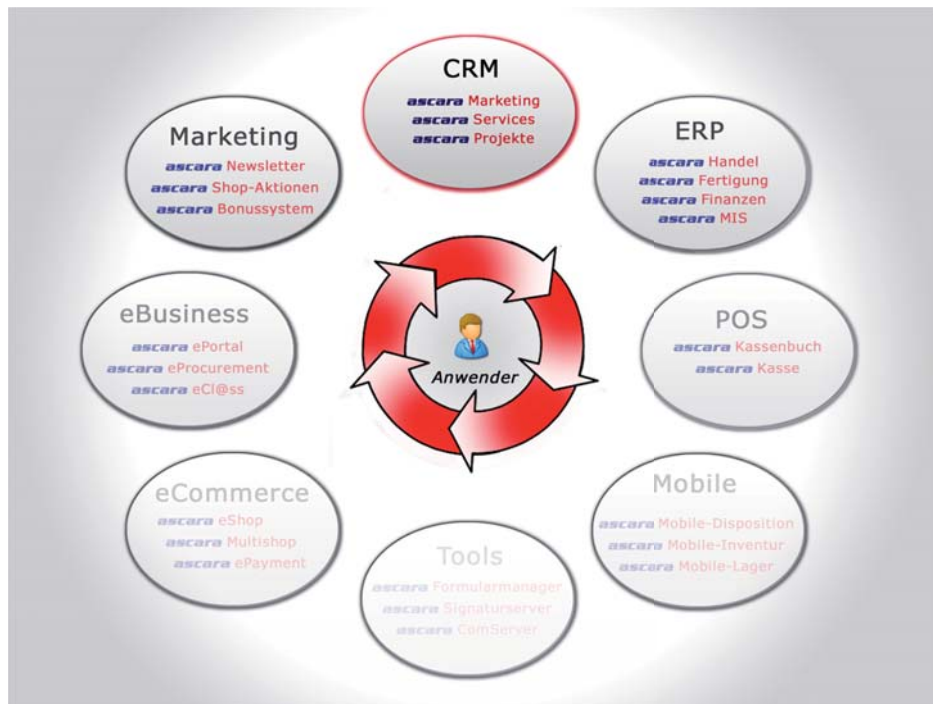 CRM
ascara Marketing
ascara Services
ascara Projekte
ERP
ascara Handel
ascara Fertigung
ascara Finanzen
ascara MIS
POS
ascara Kassenbuch
ascara Kasse
Mobile
ascara Mobile-Disposition
ascara Mobile-Inventur
ascara Mobile-Lager
Tools
ascara Formulermanager
ascara Signaturserver
ascara ComServer
eCommerce
ascara eShop
ascara Multishop
ascara ePayment
eBusiness
ascara ePortal
ascara eProcurement
ascara eCl@ss
Marketing
ascara Newsletter
ascara Shop-Aktionen
ascara Bonussystem
Anwender